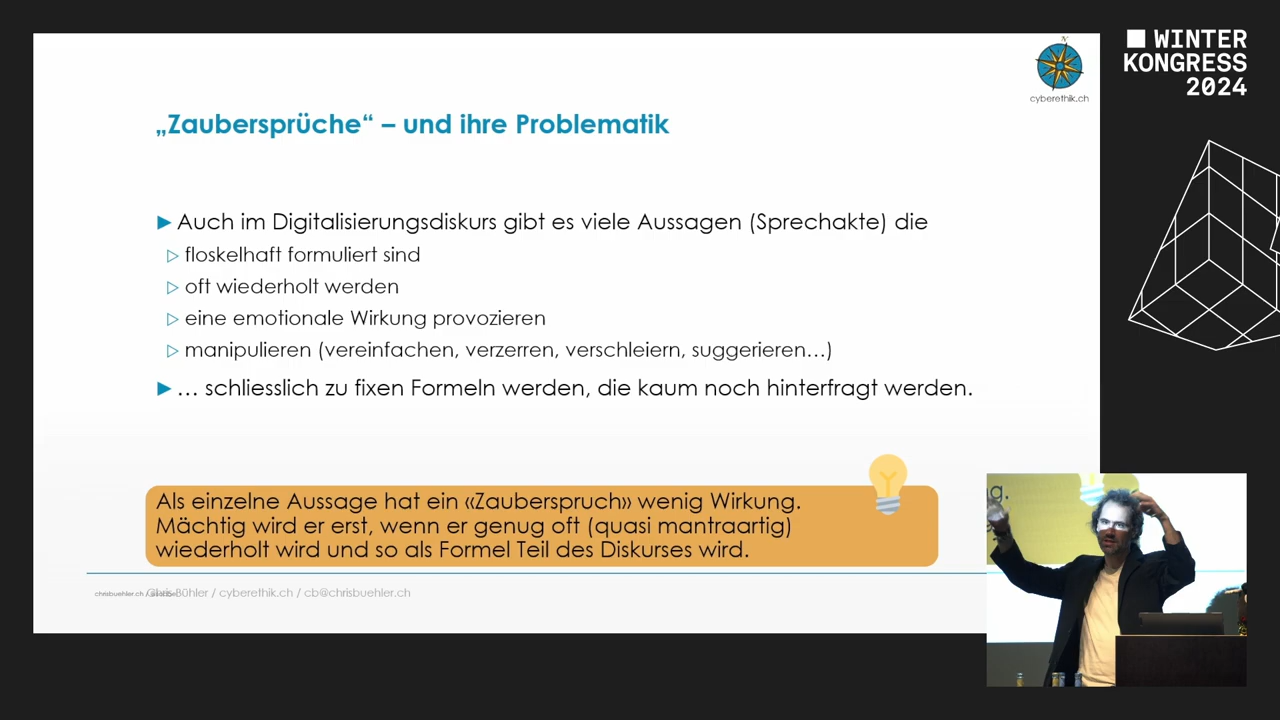 WINTER
KONGRESS
2024
cyberethik.ch
„Zaubersprüche“ – und ihre Problematik
Auch im Digitalisierungsdiskurs gibt es viele Aussagen (Sprechakte) die
floskelhaft formuliert sind
oft wiederholt werden
eine emotionale Wirkung provozieren
manipulieren (vereinfachen, verzerren, verschleiern, suggerieren…)
… schliesslich zu fixen Formeln werden, die kaum noch hinterfragt werden.
Als einzelne Aussage hat ein «Zauberspruch» wenig Wirkung.
Mächtig wird er erst, wenn er genug oft (quasi mantraartig)
wiederholt wird und so als Formel Teil des Diskurses wird.
chrisbuehler.ch /
Bühler / cyberethik.ch / cb@chrisbuehler.ch